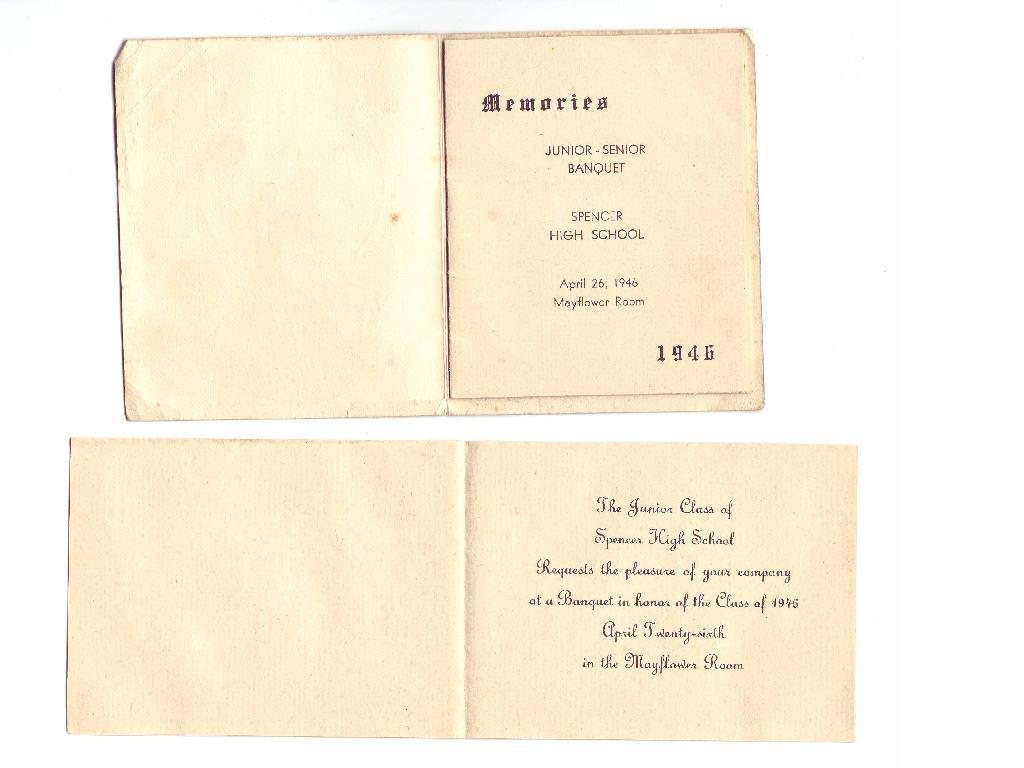 Memories
JUNIOR - SENIOR
BANQUET
SPENCER
HIGH SCHOOL
April 26, 1946
Mayflower Room
1946
The Junior Class of
Spencer High School
Requests the pleasure of your company
at a Banquet in honor of the Class of 1946
April Twenty-sixth
in the Mayflower Room